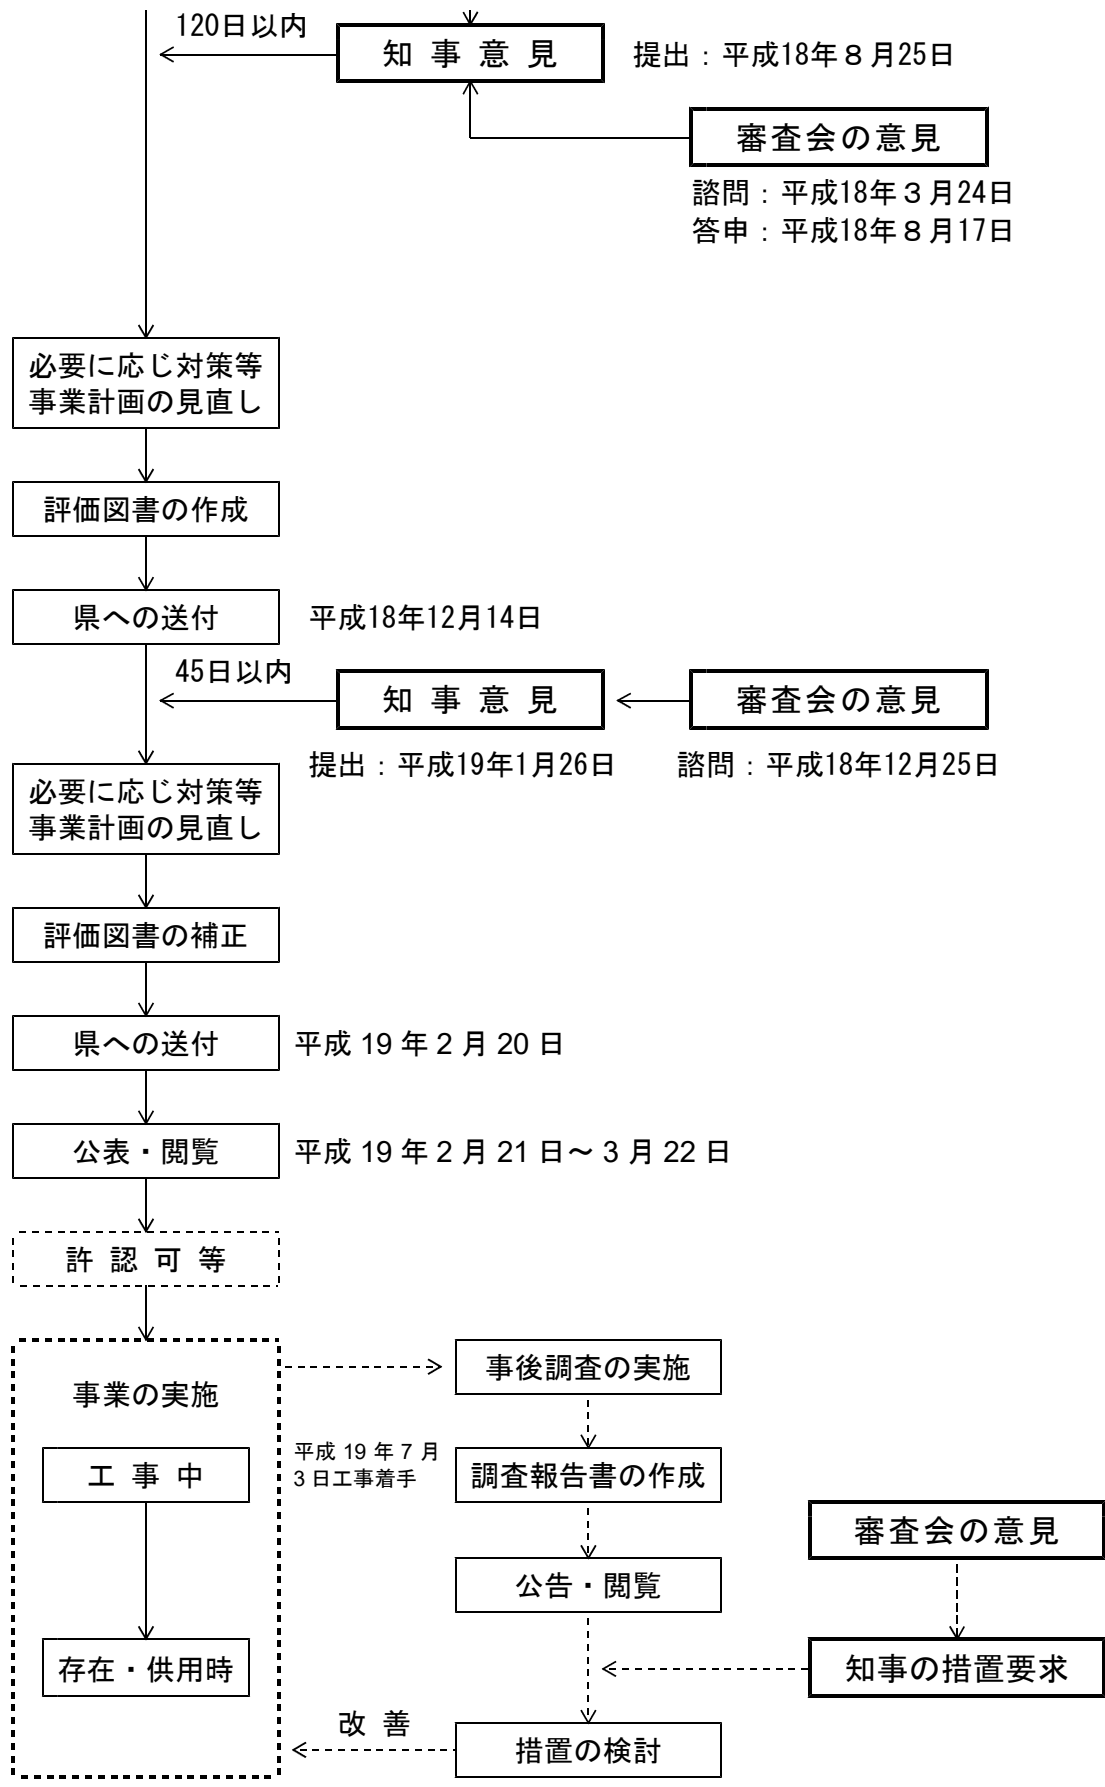 120日以内
知 事 意 見
提出：平成18年８月25日
審査会の意見
諮問：平成18年３月24日
答申：平成18年８月17日
必要に応じ対策等
事業計画の見直し
評価図書の作成
県への送付
平成18年12月14日
45日以内
知 事 意 見
審査会の意見
提出：平成19年1月26日
諮問：平成18年12月25日
必要に応じ対策等
事業計画の見直し
評価図書の補正
県への送付
平成 19 年 2 月 20 日
公表・閲覧
平成 19 年 2 月 21 日～ 3 月 22 日
許 認 可 等
事業の実施
事後調査の実施
工 事 中
平成 19 年 7 月
3 日工事着手
調査報告書の作成
審査会の意見
公告・閲覧
存在・供用時
知事の措置要求
改 善
措置の検討